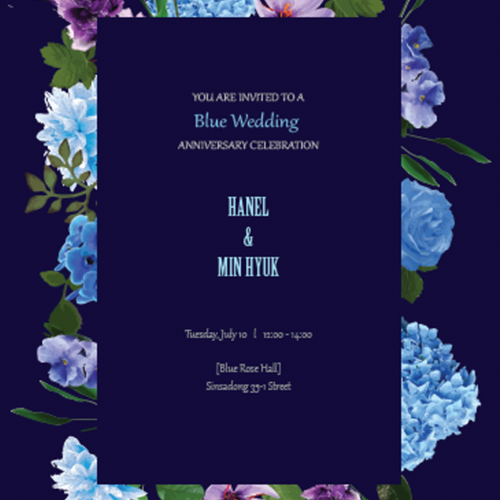 YOU ARE INVITED TO A
Blue Wedding
ANNIVERSARY CELEBRATION
HANEL
&
MIN HYUK
Tuesday, July 10 | 12:00 - 14:00
[Blue Rose Hall]
Sinsadong 33-1 Street